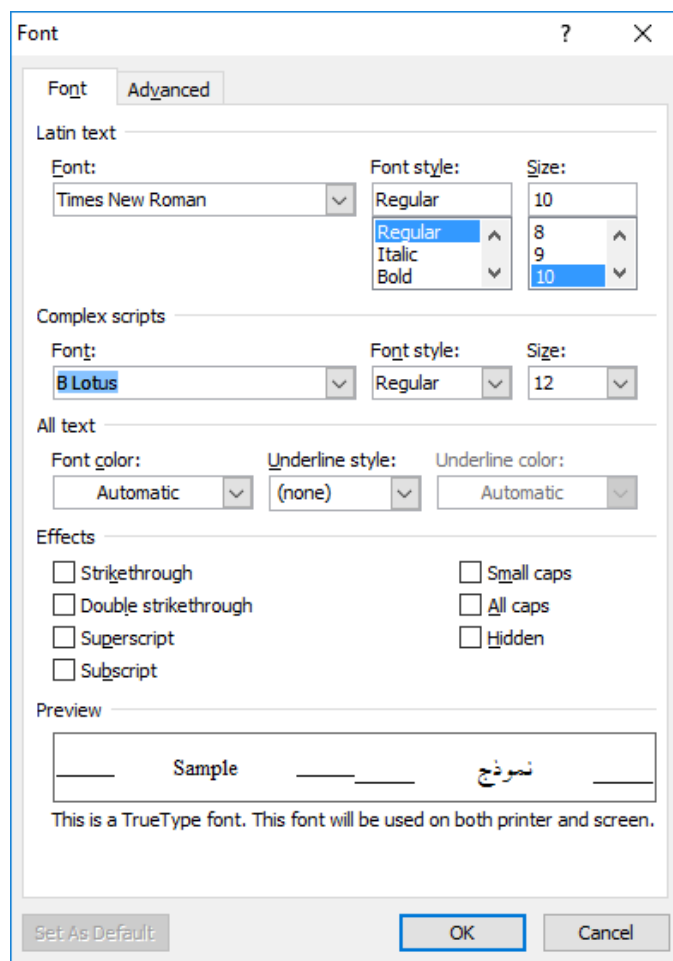 Font ?
Font Advanced
Latin text
Font: Font style: Size:
Times New Roman Regular 10
Regular 8
Italic 9
Bold 10
Complex scripts
Font: Font style: Size:
B Lotus Regular 12
All text
Font color: Underline style: Underline color:
Automatic (none) Automatic
Effects
Strikethrough Small caps
Double strikethrough All caps
Superscript Hidden
Subscript
Preview
Sample نموذج
This is a TrueType font. This font will be used on both printer and screen.
Set As Default OK Cancel